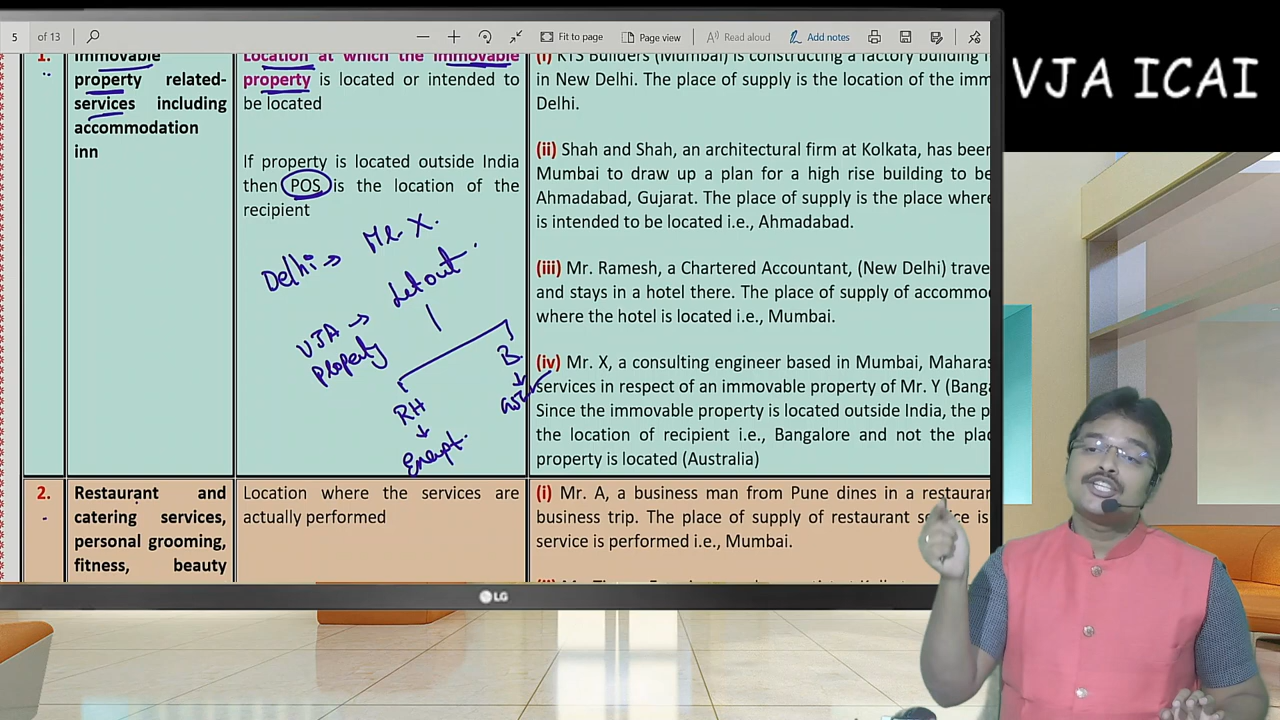 5 of 13
Fit to page
Page view
Read aloud
Add notes
VJA ICAI
1.
Immovable
property related-
services including
accommodation
inn
Location at which the immovable
property is located or intended to
be located
If property is located outside India
then POS is the location of the
recipient
Delhi → Mr. X.
Let out.
VJA →
property
RH
↓
Exempt.
B
↓
(i) KTS Builders (Mumbai) is constructing a factory building
in New Delhi. The place of supply is the location of the imm
Delhi.
(ii) Shah and Shah, an architectural firm at Kolkata, has been
Mumbai to draw up a plan for a high rise building to be
Ahmadabad, Gujarat. The place of supply is the place where
is intended to be located i.e., Ahmadabad.
(iii) Mr. Ramesh, a Chartered Accountant, (New Delhi) trave
and stays in a hotel there. The place of supply of accommo
where the hotel is located i.e., Mumbai.
(iv) Mr. X, a consulting engineer based in Mumbai, Maharas
services in respect of an immovable property of Mr. Y (Banga
Since the immovable property is located outside India, the p
the location of recipient i.e., Bangalore and not the plac
property is located (Australia)
2.
Restaurant and
catering services,
personal grooming,
fitness, beauty
Location where the services are
actually performed
(i) Mr. A, a business man from Pune dines in a restauran
business trip. The place of supply of restaurant service is
service is performed i.e., Mumbai.
LG